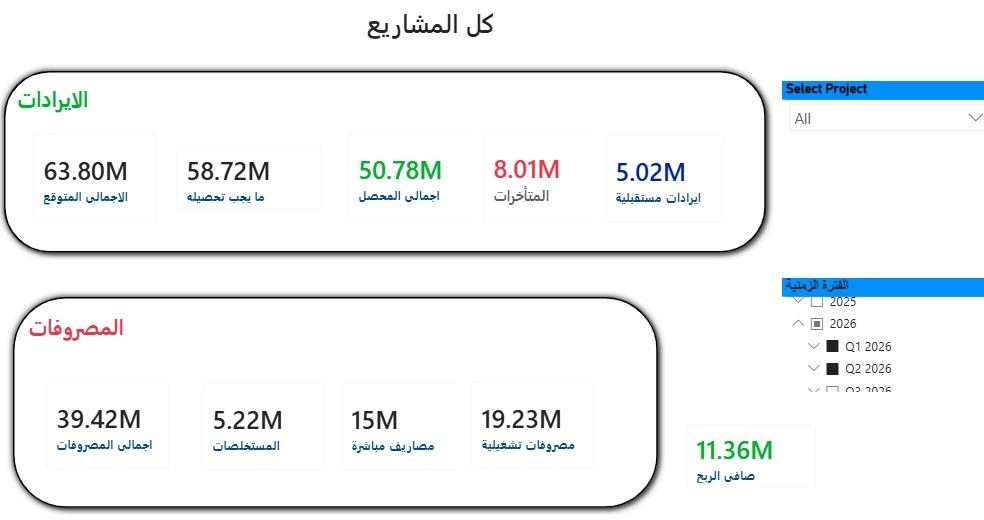 كل المشاريع
الايرادات
63.80M
الاجمالى المتوقع
58.72M
ما يجب تحصيله
50.78M
اجمالى المحصل
8.01M
المتأخرات
5.02M
ايرادات مستقبلية
Select Project
All
الفترة الزمنية
2025
2026
Q1 2026
Q2 2026
Q3 2026
المصروفات
39.42M
اجمالى المصروفات
5.22M
المستخلصات
15M
مصاريف مباشرة
19.23M
مصروفات تشغيلية
11.36M
صافى الربح